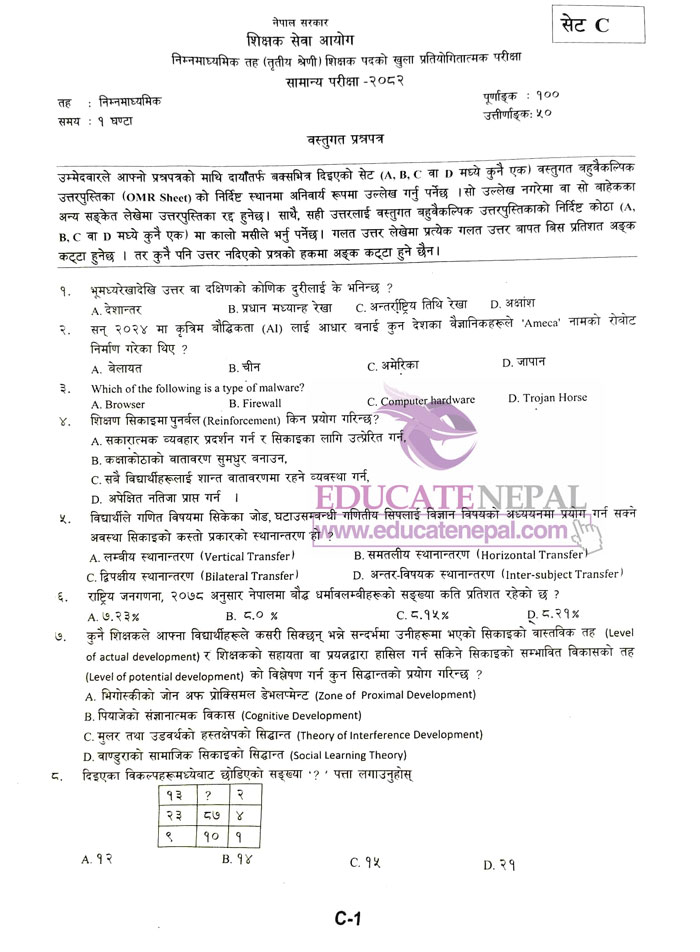 नेपाल सरकार
शिक्षक सेवा आयोग
निम्नमाध्यमिक तह (तृतीय श्रेणी) शिक्षक पदको खुला प्रतियोगितात्मक परीक्षा
सामान्य परीक्षा -२०८२
सेट C
तह : निम्नमाध्यमिक
पूर्णाङ्क : १००
समय : १ घण्टा
उत्तीर्णाङ्क: ५०
वस्तुगत प्रश्नपत्र
उम्मेदवारले आफ्नो प्रश्नपत्रको माथि दायाँतर्फ बक्सभित्र दिइएको सेट (A, B, C वा D मध्ये कुनै एक) वस्तुगत बहुवैकल्पिक
उत्तरपुस्तिका (OMR Sheet) को निर्दिष्ट स्थानमा अनिवार्य रूपमा उल्लेख गर्नु पर्नेछ । सो उल्लेख नगरेमा वा सो बाहेकका
अन्य सङ्केत लेखेमा उत्तरपुस्तिका रद्द हुनेछ। साथै, सही उत्तरलाई वस्तुगत बहुवैकल्पिक उत्तरपुस्तिकाको निर्दिष्ट कोठा (A,
B, C वा D मध्ये कुनै एक) मा कालो मसीले भर्नु पर्नेछ। गलत उत्तर लेखेमा प्रत्येक गलत उत्तर बापत बिस प्रतिशत अङ्क
कट्टा हुनेछ । तर कुनै पनि उत्तर नदिएको प्रश्नको हकमा अङ्क कट्टा हुने छैन।
१. भूमध्यरेखादेखि उत्तर वा दक्षिणको कोणिक दुरीलाई के भनिन्छ ?
A. देशान्तर B. प्रधान मध्यान्ह रेखा C. अन्तर्राष्ट्रिय तिथि रेखा D. अक्षांश
२. सन् २०२४ मा कृत्रिम बौद्धिकता (AI) लाई आधार बनाई कुन देशका वैज्ञानिकहरूले 'Ameca' नामको रोबोट
निर्माण गरेका थिए ?
A. बेलायत B. चीन C. अमेरिका D. जापान
३. Which of the following is a type of malware?
A. Browser B. Firewall C. Computer hardware D. Trojan Horse
४. शिक्षण सिकाइमा पुनर्वल (Reinforcement) किन प्रयोग गरिन्छ?
A. सकारात्मक व्यवहार प्रदर्शन गर्न र सिकाइका लागि उत्प्रेरित गर्न,
B. कक्षाकोठाको वातावरण सुमधुर बनाउन,
C. सबै विद्यार्थीहरूलाई शान्त वातावरणमा रहने व्यवस्था गर्न,
D. अपेक्षित नतिजा प्राप्त गर्न ।
EDUCATENEPAL
www.educatenepal.com
५. विद्यार्थीले गणित विषयमा सिकेका जोड, घटाउसम्बन्धी गणितीय सिपलाई विज्ञान विषयको अध्ययनमा प्रयोग गर्न सक्ने
अवस्था सिकाइको कस्तो प्रकारको स्थानान्तरण हो ?
A. लम्बीय स्थानान्तरण (Vertical Transfer) B. समतलीय स्थानान्तरण (Horizontal Transfer)
C. द्विपक्षीय स्थानान्तरण (Bilateral Transfer) D. अन्तर-विषयक स्थानान्तरण (Inter-subject Transfer)
६. राष्ट्रिय जनगणना, २०७८ अनुसार नेपालमा बौद्ध धर्मावलम्बीहरूको सङ्ख्या कति प्रतिशत रहेको छ ?
A. ७.२३% B. ८.० % C. ८.१५% D. ८.२१%
७. कुनै शिक्षकले आफ्ना विद्यार्थीहरूले कसरी सिक्छन् भन्ने सन्दर्भमा उनीहरूमा भएको सिकाइको वास्तविक तह (Level
of actual development) र शिक्षकको सहायता वा प्रयत्नद्वारा हासिल गर्न सकिने सिकाइको सम्भावित विकासको तह
(Level of potential development) को विश्लेषण गर्न कुन सिद्धान्तको प्रयोग गरिन्छ ?
A. भिगोस्कीको जोन अफ प्रोक्सिमल डेभलप्मेन्ट (Zone of Proximal Development)
B. पियाजेको संज्ञानात्मक विकास (Cognitive Development)
C. मुलर तथा उडवर्थको हस्तक्षेपको सिद्धान्त (Theory of Interference Development)
D. बाण्डुराको सामाजिक सिकाइको सिद्धान्त (Social Learning Theory)
८. दिइएका विकल्पहरूमध्येबाट छोडिएको सङ्ख्या '?' पत्ता लगाउनुहोस्
१३ ? २
२३ ८७ ४
९ १० १
A. १२ B. १४ C. १५ D. २१
C-1